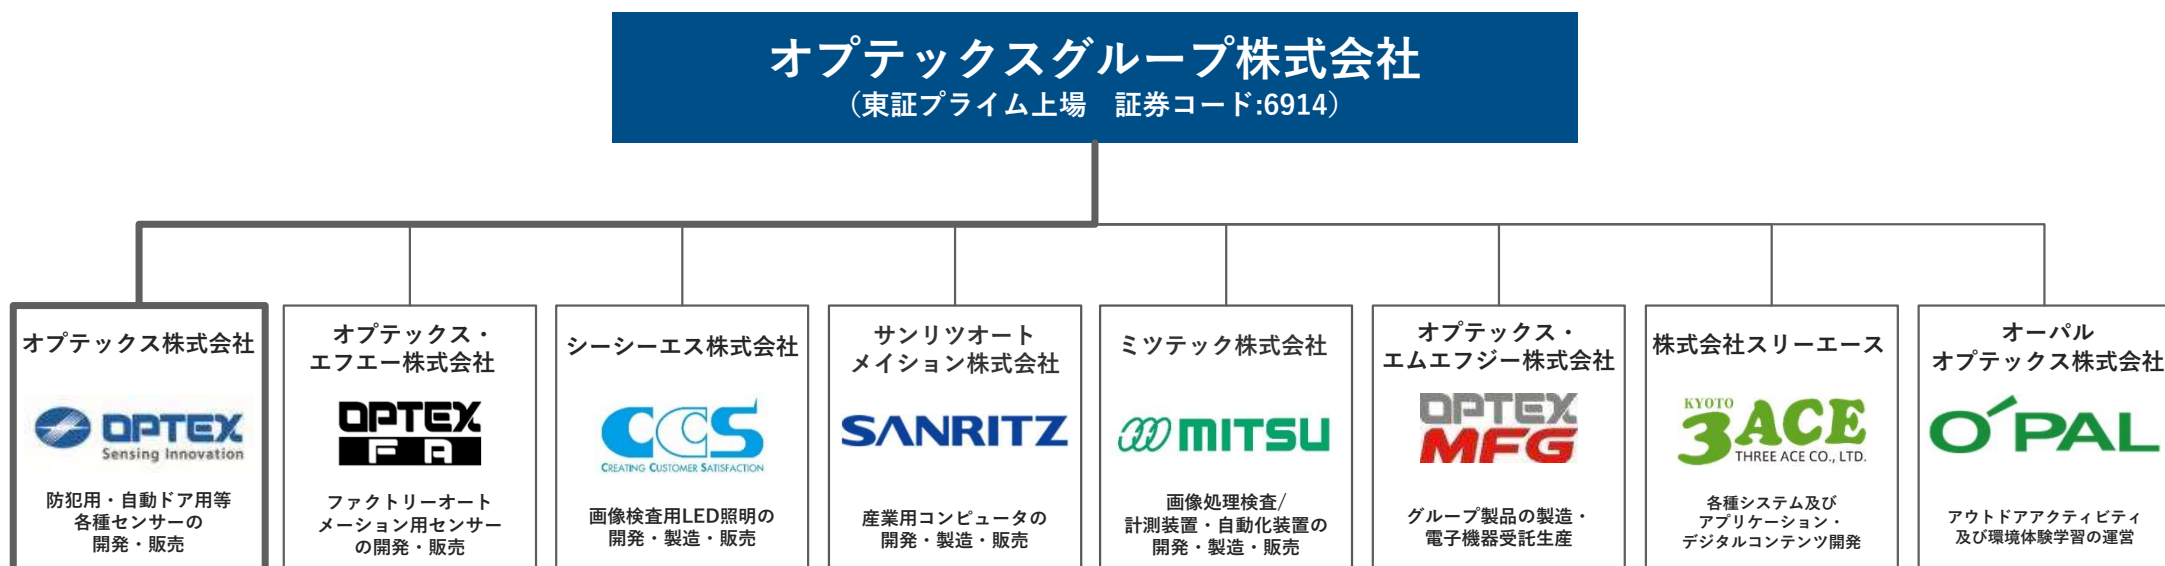 オプテックスグループ株式会社
（東証プライム上場　証券コード:6914）
オプテックス株式会社
OPTEX
Sensing Innovation
防犯用・自動ドア用等
各種センサーの
開発・販売
オプテックス・
エフエー株式会社
OPTEX
FA
ファクトリーオート
メーション用センサー
の開発・販売
シーシーエス株式会社
CCS
CREATING CUSTOMER SATISFACTION
画像検査用LED照明の
開発・製造・販売
サンリツオート
メイション株式会社
SANRITZ
産業用コンピュータの
開発・製造・販売
ミツテック株式会社
MITSU
画像処理検査/
計測装置・自動化装置の
開発・製造・販売
オプテックス・
エムエフジー株式会社
OPTEX
MFG
グループ製品の製造・
電子機器受託生産
株式会社スリーエース
KYOTO
3ACE
THREE ACE CO., LTD.
各種システム及び
アプリケーション・
デジタルコンテンツ開発
オーパル
オプテックス株式会社
O'PAL
アウトドアアクティビティ
及び環境体験学習の運営